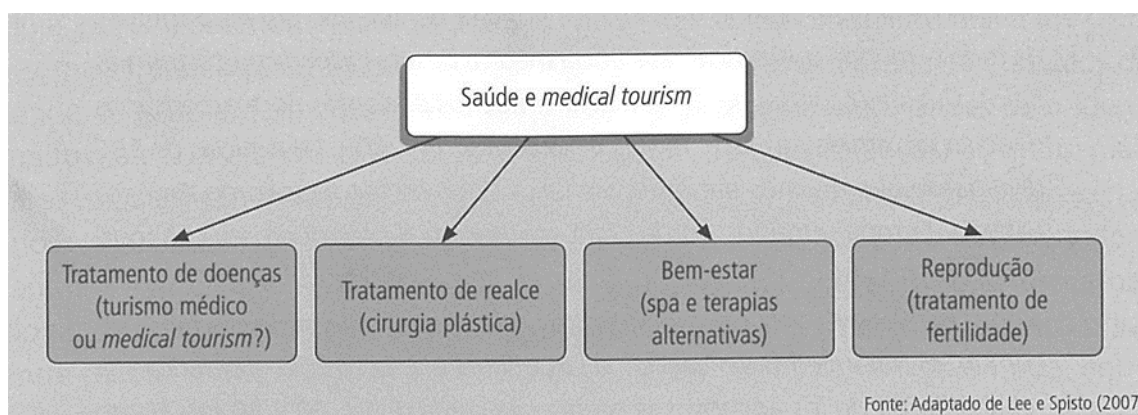 Saúde e medical tourism
Tratamento de doenças
(turismo médico
ou medical tourism?)
Tratamento de realce
(cirurgia plástica)
Bem-estar
(spa e terapias
alternativas)
Reprodução
(tratamento de
fertilidade)
Fonte: Adaptado de Lee e Spisto (2007